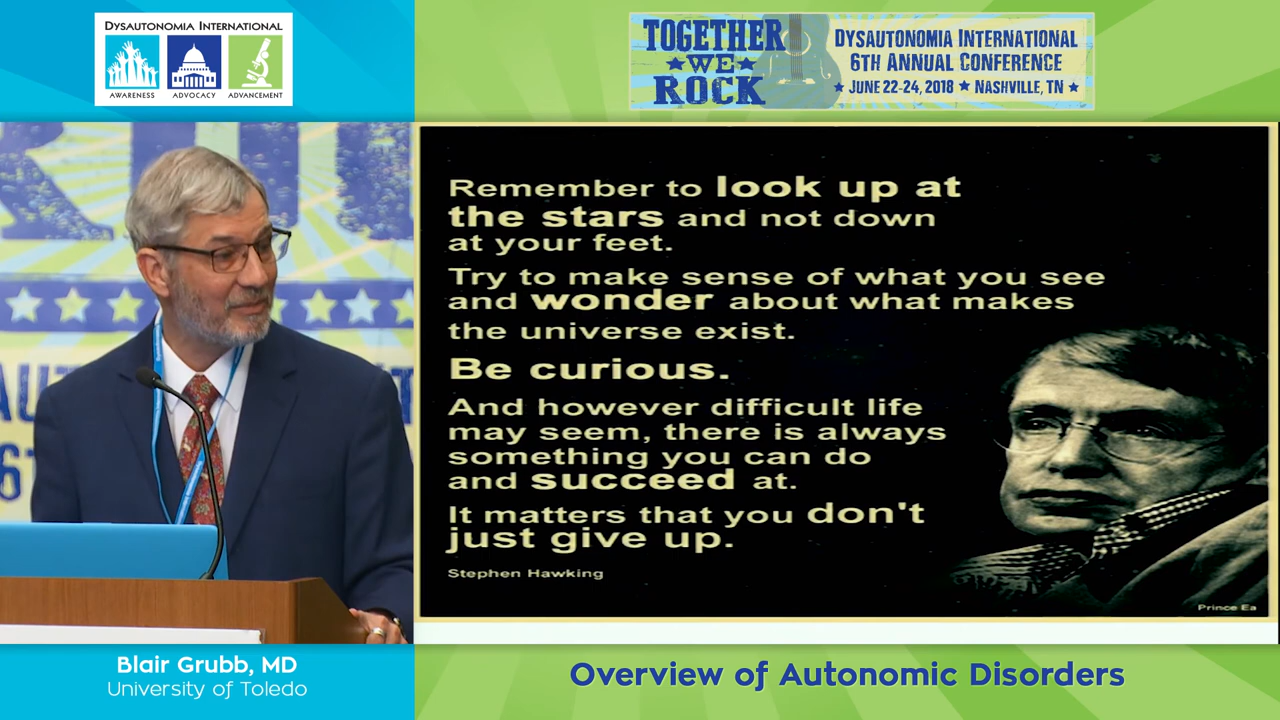 DYSAUTONOMIA INTERNATIONAL
AWARENESS ADVOCACY ADVANCEMENT
TOGETHER
WE
ROCK
DYSAUTONOMIA INTERNATIONAL
6TH ANNUAL CONFERENCE
JUNE 22-24, 2018 NASHVILLE, TN
Remember to look up at
the stars and not down
at your feet.
Try to make sense of what you see
and wonder about what makes
the universe exist.
Be curious.
And however difficult life
may seem, there is always
something you can do
and succeed at.
It matters that you don't
just give up.
Stephen Hawking
Prince Ea
Blair Grubb, MD
University of Toledo
Overview of Autonomic Disorders